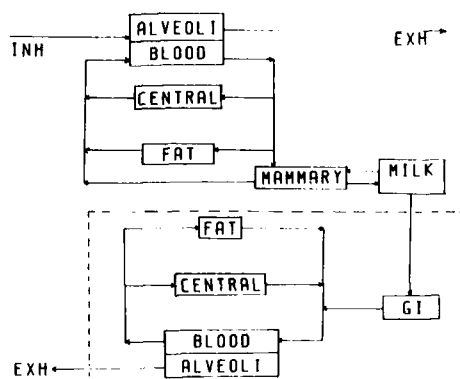 ALVEOLI
EXH
INH
BLOOD
CENTRAL
FAT
MAMMARY
MILK
FAT
CENTRAL
GI
BLOOD
EXH
ALVEOLI